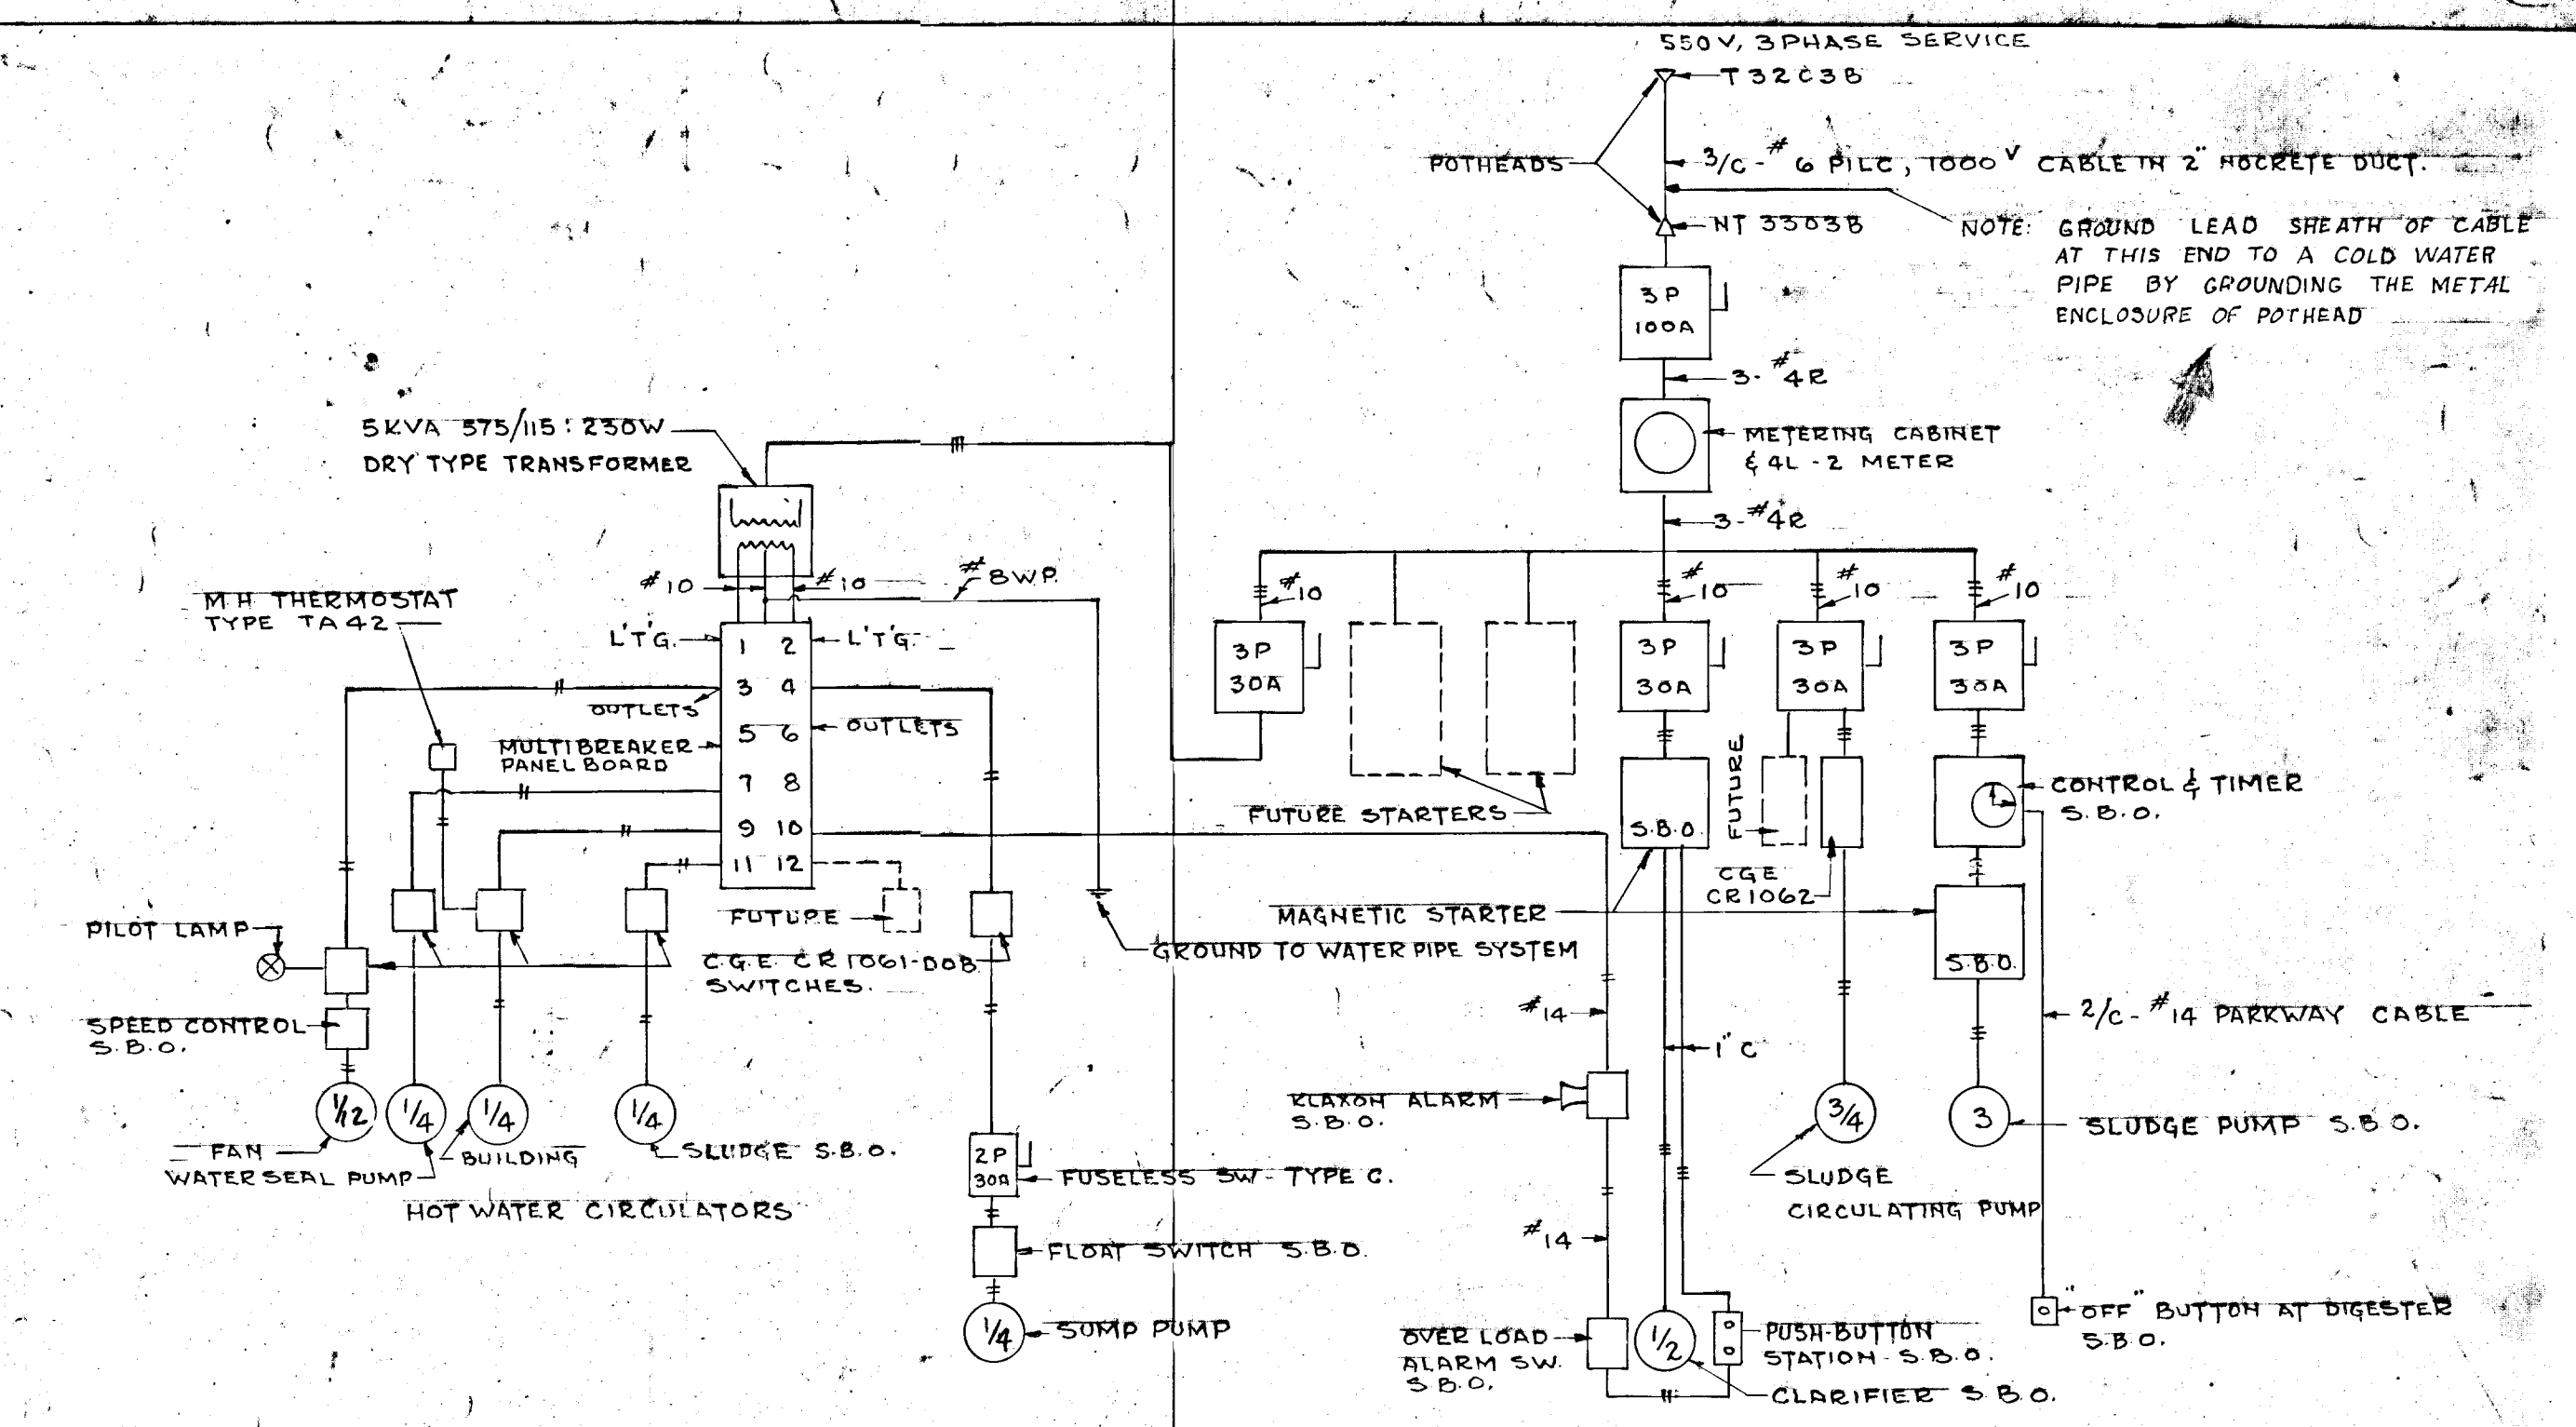 550 V, 3 PHASE SERVICE
T 32C3B
POTHEADS
3/C - # 6 PILC, 1000 V CABLE IN 2" NOCRETE DUCT.
NT 3303B
NOTE: GROUND LEAD SHEATH OF CABLE
AT THIS END TO A COLD WATER
PIPE BY GROUNDING THE METAL
ENCLOSURE OF POTHEAD
3P
100A
3-#4R
METERING CABINET
& 4L-2 METER
3-#4R
5KVA 575/115:230W
DRY TYPE TRANSFORMER
#10
#10
#8 W.P.
#10
#10
#10
#10
M.H. THERMOSTAT
TYPE TA42
L'T'G.
1 2
L'T'G.
3 4
OUTLETS
5 6
OUTLETS
MULTIBREAKER
PANEL BOARD
7 8
9 10
11 12
3P
30A
3P
30A
3P
30A
3P
30A
FUTURE STARTERS
S.B.O.
FUTURE
CGE
CR1062
CONTROL & TIMER
S.B.O.
PILOT LAMP
FUTURE
C.G.E. CR1061-DOB
SWITCHES.
GROUND TO WATER PIPE SYSTEM
MAGNETIC STARTER
S.B.O.
SPEED CONTROL
S.B.O.
#14
1" C
2/C - #14 PARKWAY CABLE
KLAXON ALARM
S.B.O.
1/12
1/4
1/4
1/4
3/4
3
SLUDGE PUMP S.B.O.
FAN
WATER SEAL PUMP
BUILDING
SLUDGE S.B.O.
HOT WATER CIRCULATORS
2P
30A
FUSELESS SW - TYPE C.
SLUDGE
CIRCULATING PUMP
#14
FLOAT SWITCH S.B.O.
1/4
SUMP PUMP
OVER LOAD
ALARM SW.
S.B.O.
1/2
PUSH-BUTTON
STATION - S.B.O.
CLARIFIER S.B.O.
"OFF" BUTTON AT DIGESTER
S.B.O.